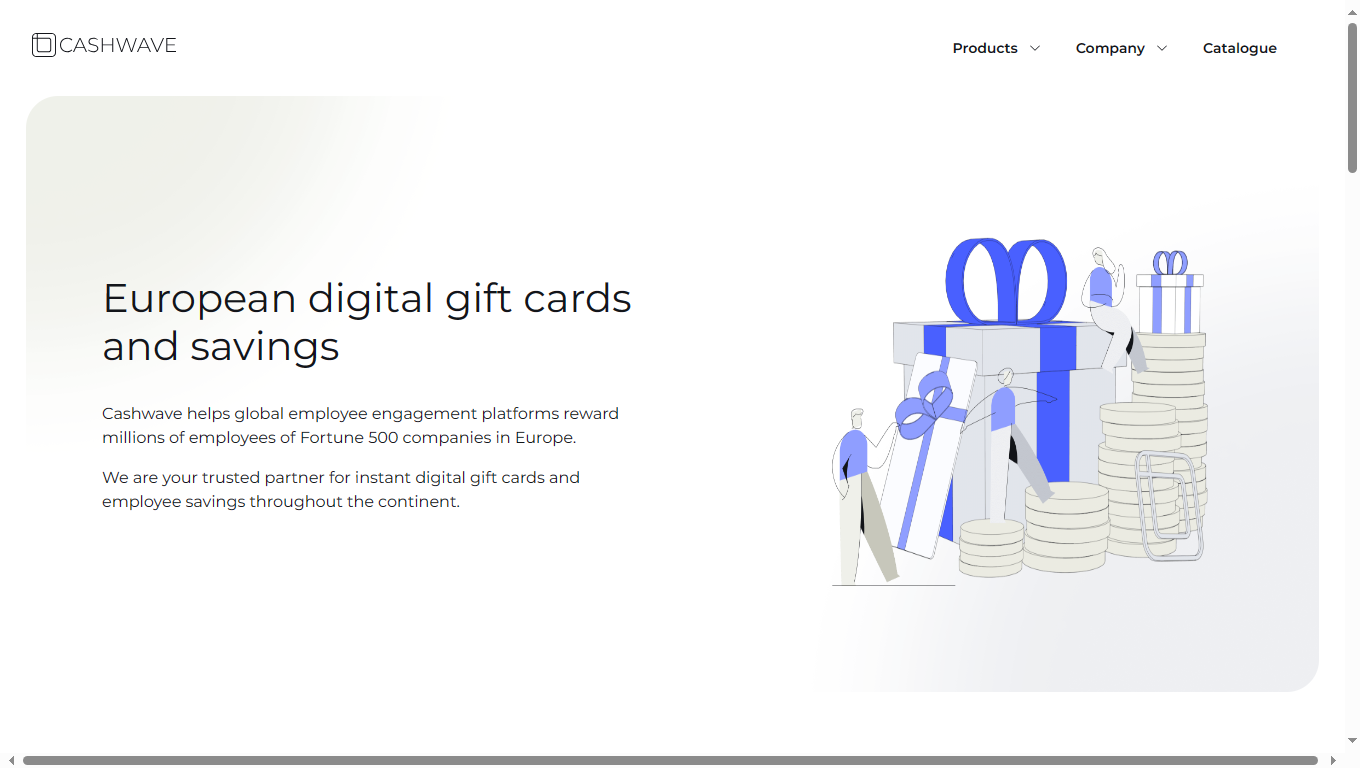 CASHWAVE
Products
Company
Catalogue
European digital gift cards
and savings
Cashwave helps global employee engagement platforms reward
millions of employees of Fortune 500 companies in Europe.
We are your trusted partner for instant digital gift cards and
employee savings throughout the continent.